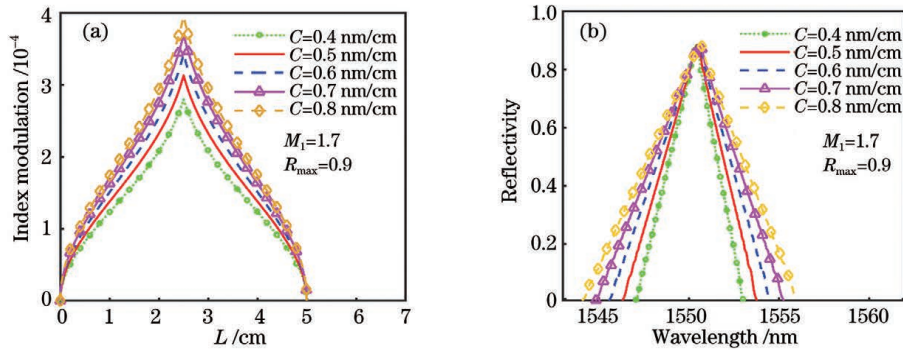 (a)
C=0.4 nm/cm
C=0.5 nm/cm
C=0.6 nm/cm
C=0.7 nm/cm
C=0.8 nm/cm
M₁=1.7
Rmax=0.9
Index modulation /10⁻⁴
4
3
2
1
0
0 1 2 3 4 5 6 7
L /cm
(b)
C=0.4 nm/cm
C=0.5 nm/cm
C=0.6 nm/cm
C=0.7 nm/cm
C=0.8 nm/cm
M₁=1.7
Rmax=0.9
Reflectivity
1.0
0.8
0.6
0.4
0.2
0
1545 1550 1555 1560
Wavelength /nm